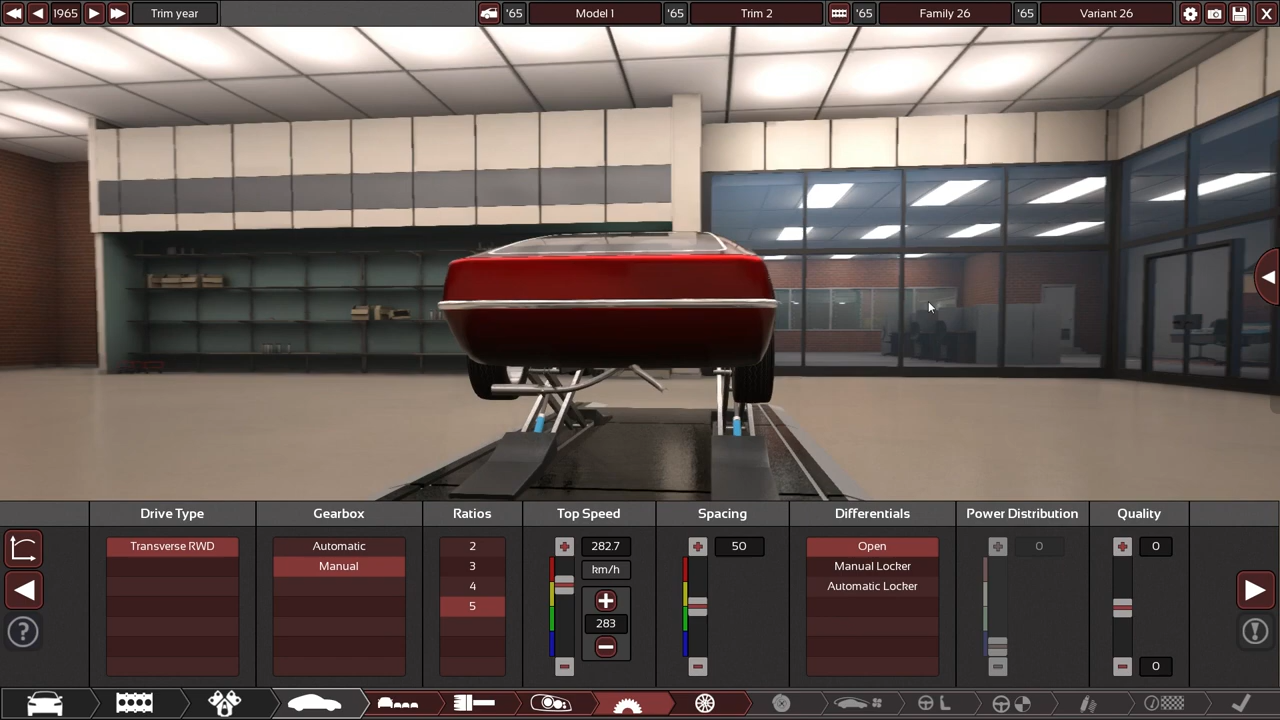 1965 Trim year '65 Model 1 '65 Trim 2 '65 Family 26 '65 Variant 26
Drive Type Gearbox Ratios Top Speed Spacing Differentials Power Distribution Quality
Transverse RWD Automatic 2 282.7 50 Open 0 0
Manual 3 km/h Manual Locker
4 Automatic Locker
5 283
0